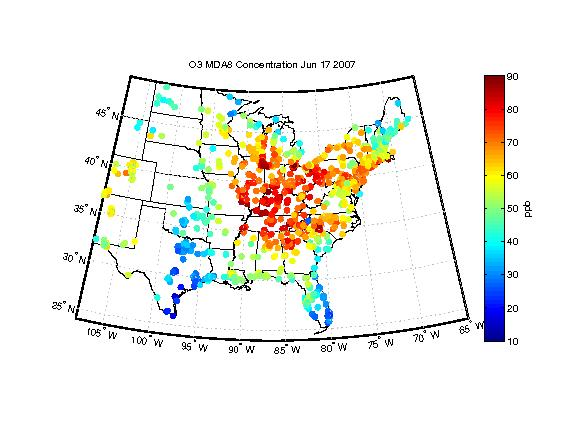 O3 MDA8 Concentration Jun 17 2007
90
80
70
60
50
40
30
20
10
ppb
45° N
40° N
35° N
30° N
25° N
105° W
100° W
95° W
90° W
85° W
80° W
75° W
70° W
65° W